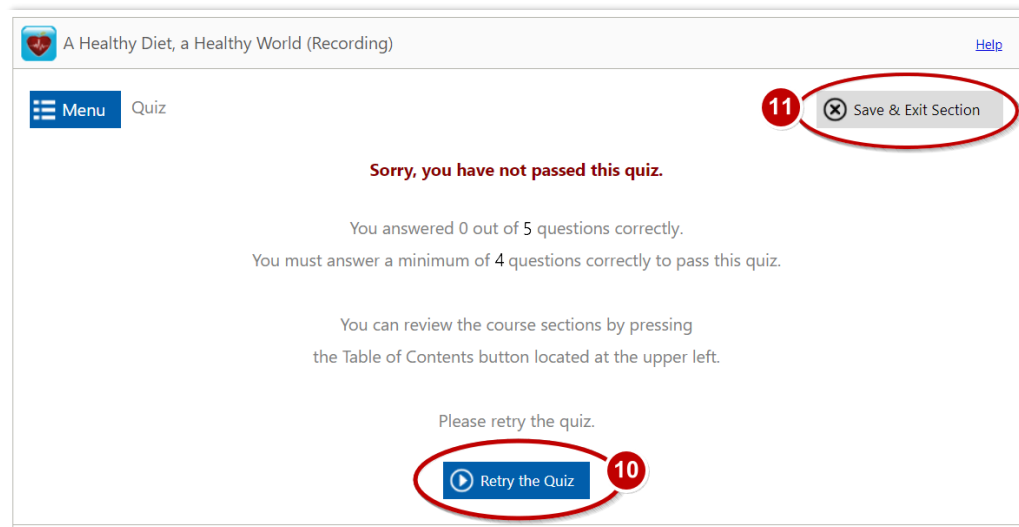 A Healthy Diet, a Healthy World (Recording)
Help
Menu
Quiz
11
Save & Exit Section
Sorry, you have not passed this quiz.
You answered 0 out of 5 questions correctly.
You must answer a minimum of 4 questions correctly to pass this quiz.
You can review the course sections by pressing
the Table of Contents button located at the upper left.
Please retry the quiz.
Retry the Quiz
10